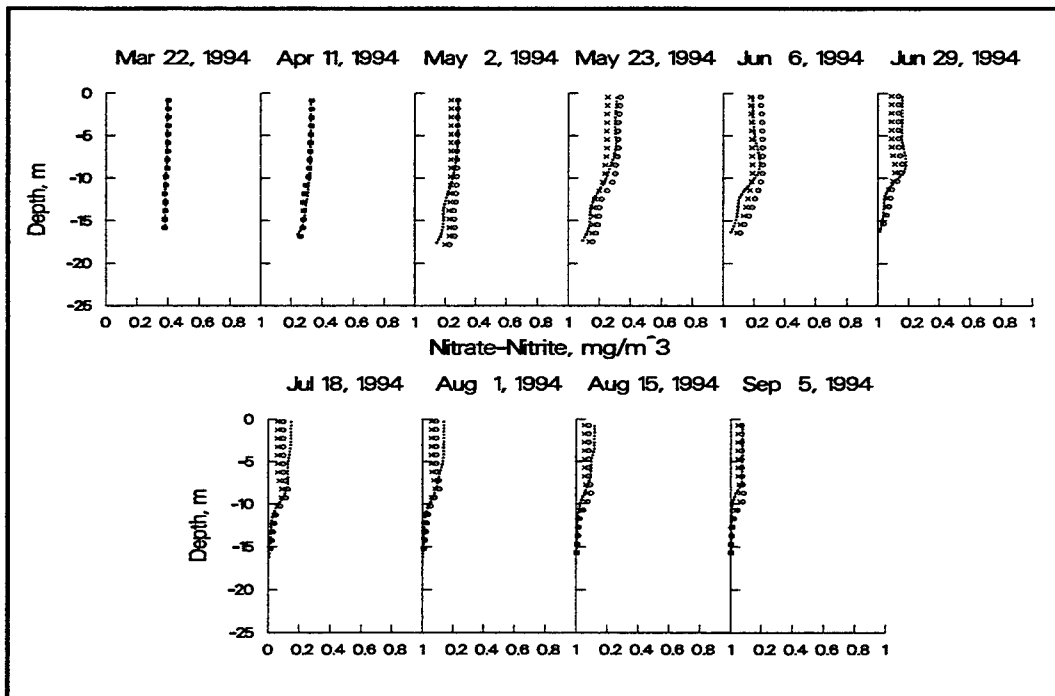 Mar 22, 1994 Apr 11, 1994 May 2, 1994 May 23, 1994 Jun 6, 1994 Jun 29, 1994
0
-5
-10
-15
-20
-25
Depth, m
0 0.2 0.4 0.6 0.8 1 0.2 0.4 0.6 0.8 1 0.2 0.4 0.6 0.8 1 0.2 0.4 0.6 0.8 1 0.2 0.4 0.6 0.8 1 0.2 0.4 0.6 0.8 1
Nitrate-Nitrite, mg/m^3
Jul 18, 1994 Aug 1, 1994 Aug 15, 1994 Sep 5, 1994
0
-5
-10
-15
-20
-25
Depth, m
0 0.2 0.4 0.6 0.8 1 0.2 0.4 0.6 0.8 1 0.2 0.4 0.6 0.8 1 0.2 0.4 0.6 0.8 1